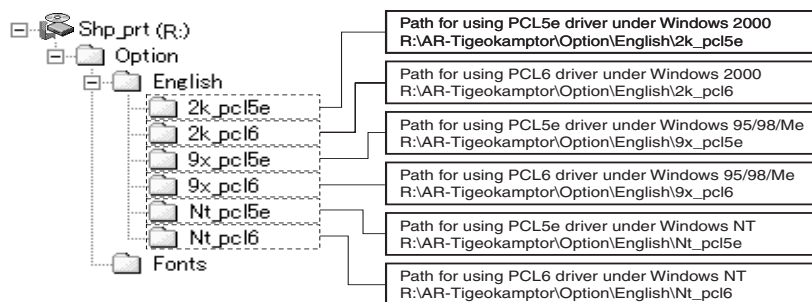 Shp_prt (R:)
Option
English
2k_pcl5e
2k_pcl6
9x_pcl5e
9x_pcl6
Nt_pcl5e
Nt_pcl6
Fonts
Path for using PCL5e driver under Windows 2000
R:\AR-Tigeokamptor\Option\English\2k_pcl5e
Path for using PCL6 driver under Windows 2000
R:\AR-Tigeokamptor\Option\English\2k_pcl6
Path for using PCL5e driver under Windows 95/98/Me
R:\AR-Tigeokamptor\Option\English\9x_pcl5e
Path for using PCL6 driver under Windows 95/98/Me
R:\AR-Tigeokamptor\Option\English\9x_pcl6
Path for using PCL5e driver under Windows NT
R:\AR-Tigeokamptor\Option\English\Nt_pcl5e
Path for using PCL6 driver under Windows NT
R:\AR-Tigeokamptor\Option\English\Nt_pcl6